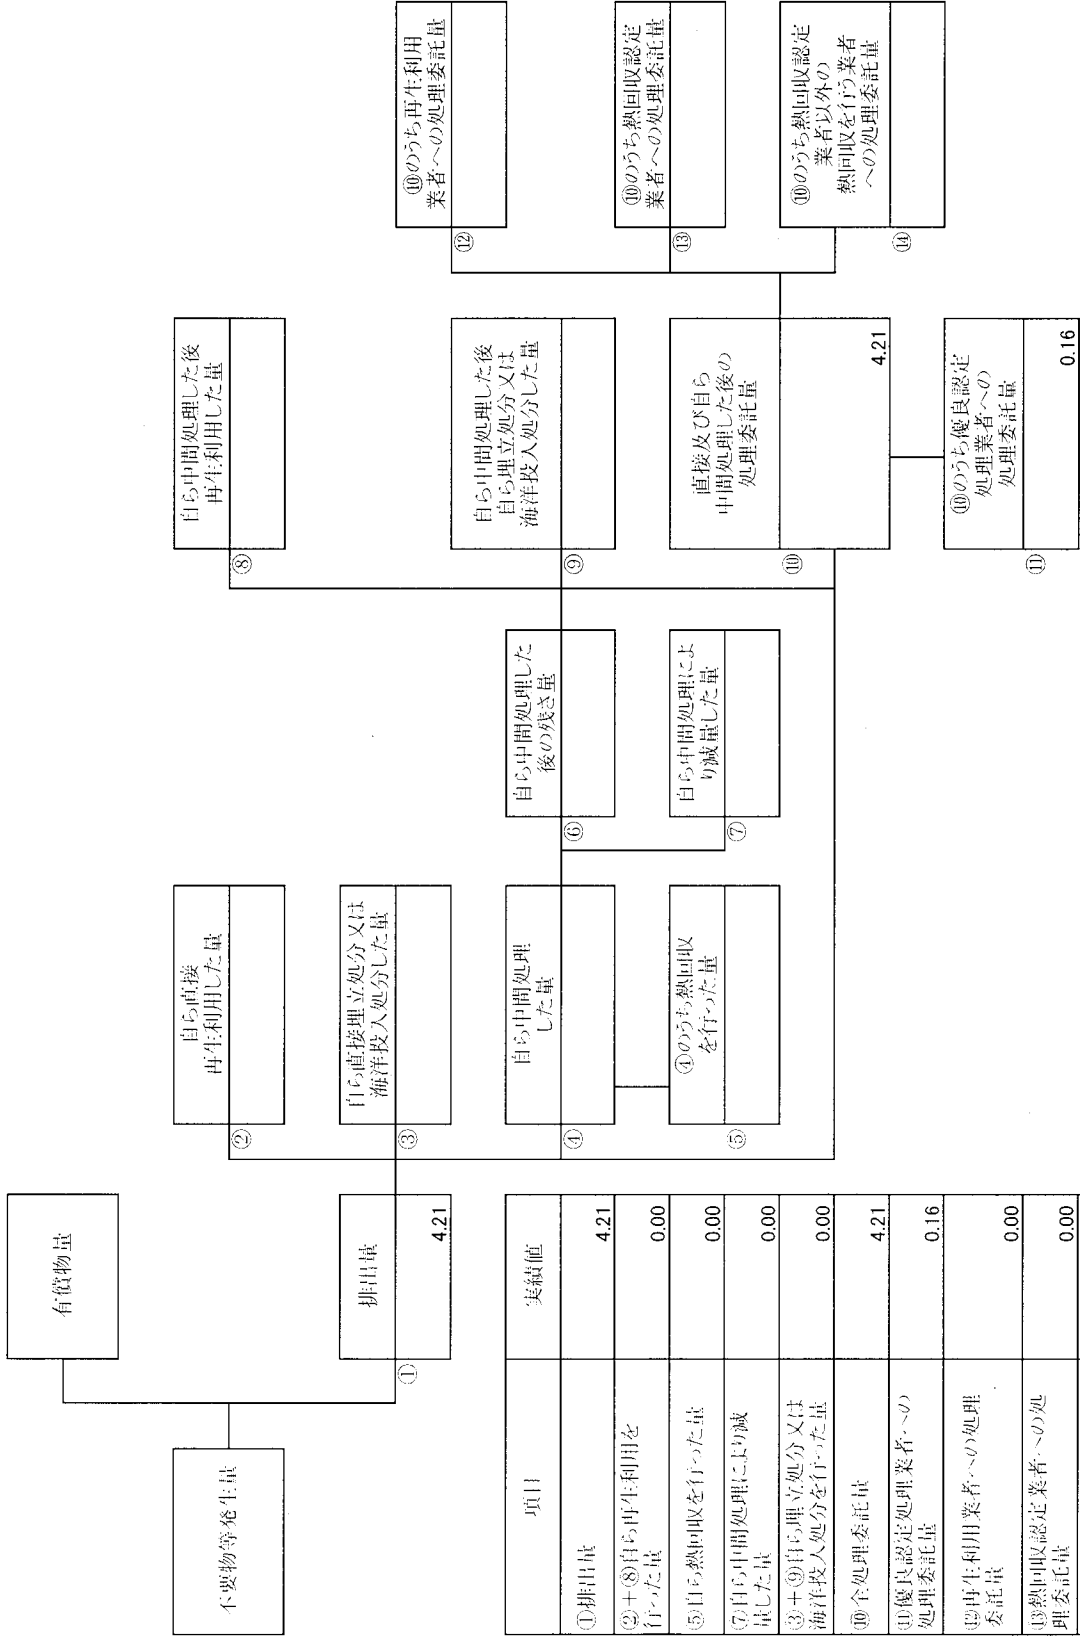 不要物等発生量
有償物量
①
排出量
4.21
②
自ら直接
再生利用した量
③
自ら直接埋立処分又は
海洋投入処分した量
④
自ら中間処理
した量
⑤
④のうち熱回収
を行った量
⑥
自ら中間処理した
後の残さ量
⑦
自ら中間処理によ
り減量した量
⑧
自ら中間処理した後
再生利用した量
⑨
自ら中間処理した後
自ら埋立処分又は
海洋投入処分した量
⑩
直接及び自ら
中間処理した後の
処理委託量
4.21
⑪
⑩のうち優良認定
処理業者への
処理委託量
0.16
⑫
⑩のうち再生利用
業者への処理委託量
⑬
⑩のうち熱回収認定
業者への処理委託量
⑭
⑩のうち熱回収認定
業者以外の
熱回収を行う業者
への処理委託量
項目 実績値
①排出量 4.21
②+⑧自ら再生利用を
行った量 0.00
⑤自ら熱回収を行った量 0.00
⑦自ら中間処理により減
量した量 0.00
③+⑨自ら埋立処分又は
海洋投入処分を行った量 0.00
⑩全処理委託量 4.21
⑪優良認定処理業者への
処理委託量 0.16
⑫再生利用業者への処理
委託量 0.00
⑬熱回収認定業者への処
理委託量 0.00